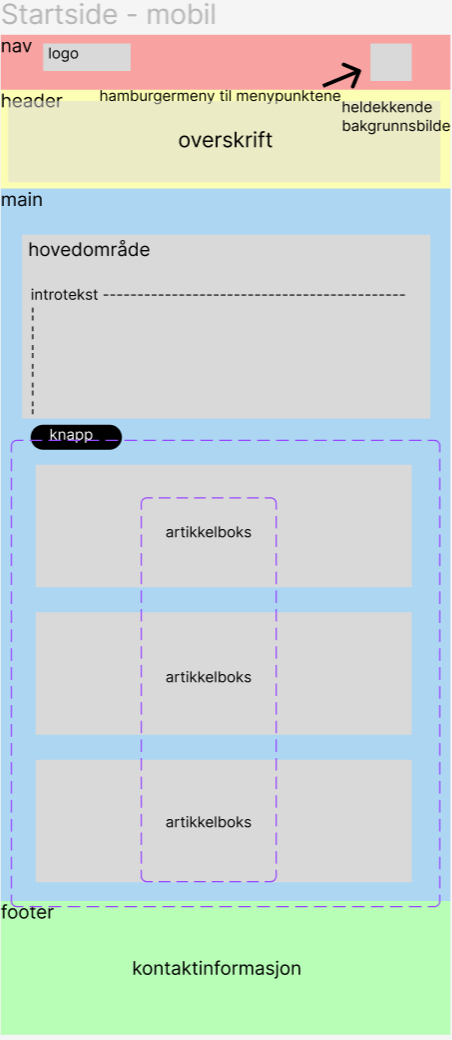 Startside - mobil
nav
logo
header
hamburgermeny til menypunktene
heldekkende
bakgrunnsbilde
overskrift
main
hovedområde
introtekst
knapp
artikkelboks
artikkelboks
artikkelboks
footer
kontaktinformasjon